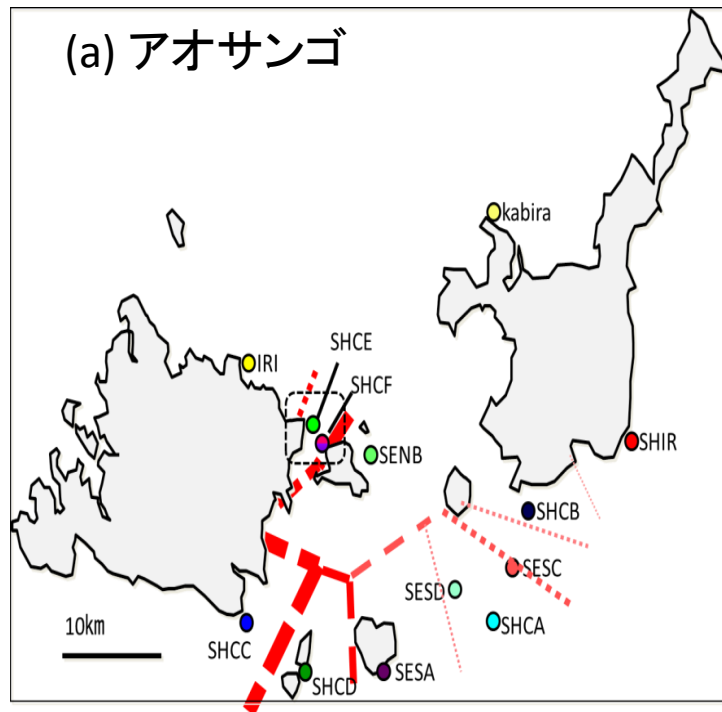 (a) アオサンゴ
kabira
SHCE
IRI
SHCF
SHIR
SENB
SHCB
SESC
SESD
10km
SHCA
SHCC
SHCD
SESA